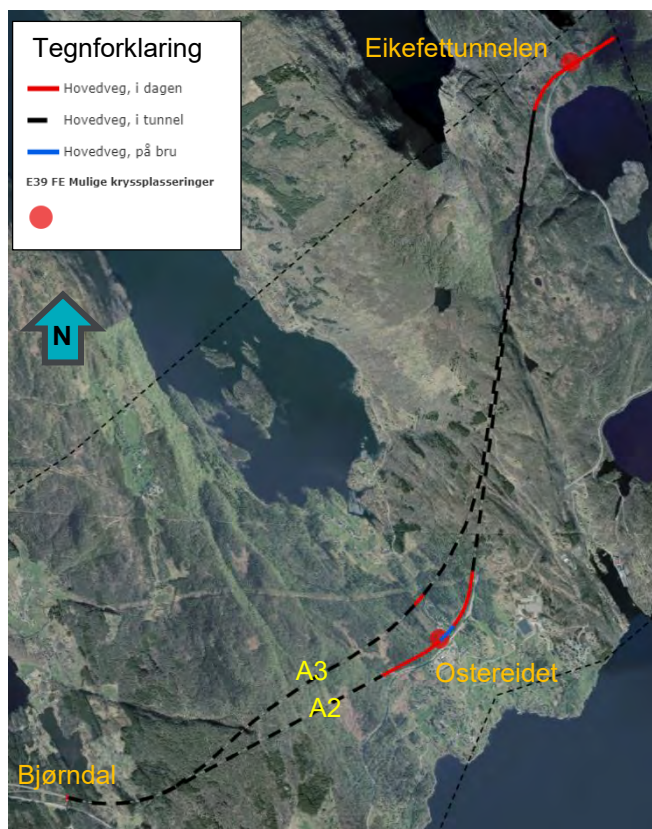 Tegnforklaring
Hovedveg, i dagen
Hovedveg, i tunnel
Hovedveg, på bru
E39 FE Mulige kryssplasseringer
Eikefettunnelen
N
A3
A2
Ostereidet
Bjørndal